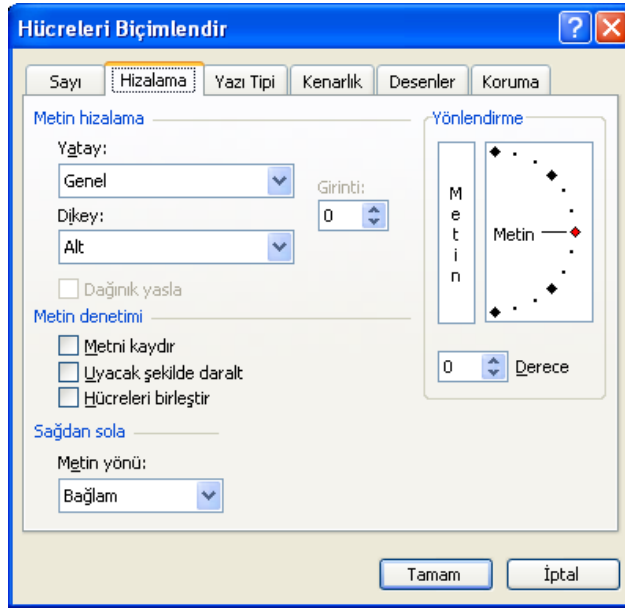 Hücreleri Biçimlendir
Sayı Hizalama Yazı Tipi Kenarlık Desenler Koruma
Metin hizalama
Yatay:
Genel
Girinti:
0
Dikey:
Alt
Dağınık yasla
Metin denetimi
Metni kaydır
Uyacak şekilde daralt
Hücreleri birleştir
Sağdan sola
Metin yönü:
Bağlam
Yönlendirme
M
e
t
i
n
Metin
0 Derece
Tamam İptal